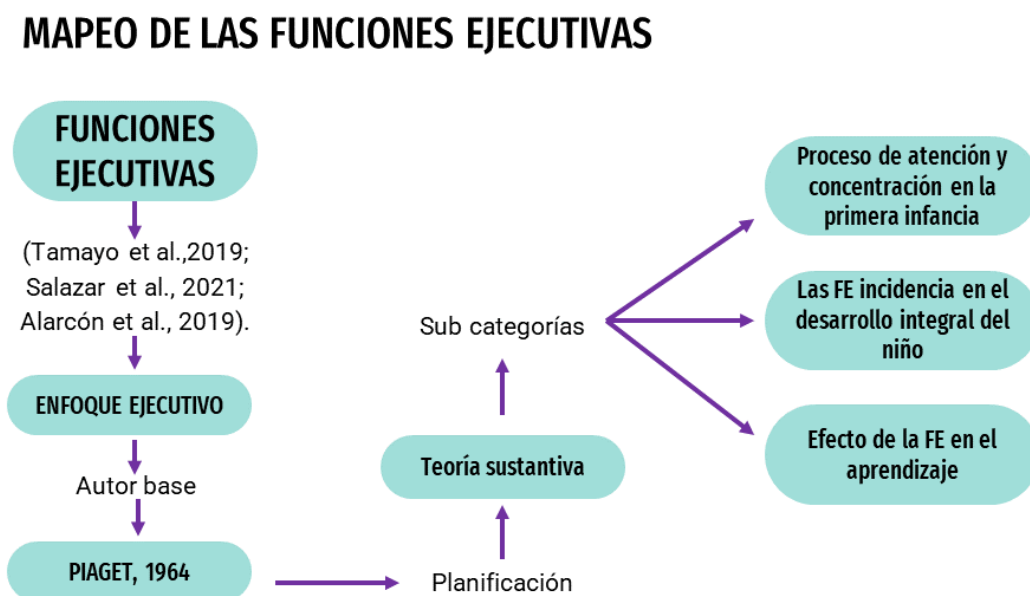 MAPEO DE LAS FUNCIONES EJECUTIVAS
FUNCIONES
EJECUTIVAS
(Tamayo et al.,2019;
Salazar et al., 2021;
Alarcón et al., 2019).
ENFOQUE EJECUTIVO
Autor base
PIAGET, 1964
Planificación
Teoría sustantiva
Sub categorías
Proceso de atención y
concentración en la
primera infancia
Las FE incidencia en el
desarrollo integral del
niño
Efecto de la FE en el
aprendizaje